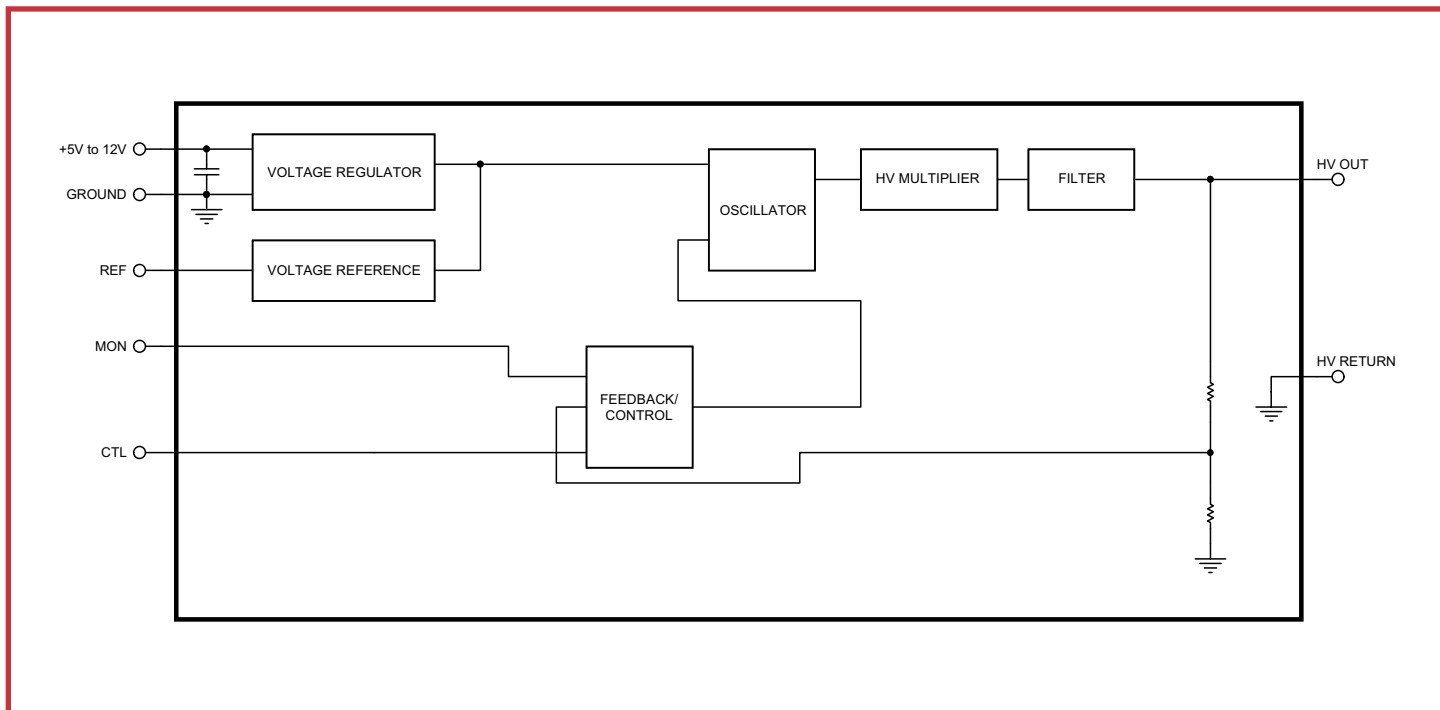 +5V to 12V
GROUND
REF
MON
CTL
VOLTAGE REGULATOR
VOLTAGE REFERENCE
FEEDBACK/
CONTROL
OSCILLATOR
HV MULTIPLIER
FILTER
HV OUT
HV RETURN